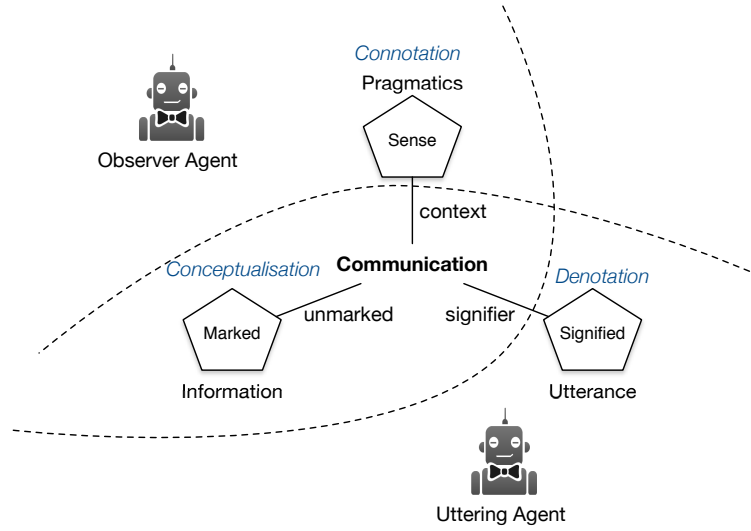 Connotation
Pragmatics
Sense
Observer Agent
context
Conceptualisation
Communication
Denotation
unmarked
signifier
Marked
Signified
Information
Utterance
Uttering Agent